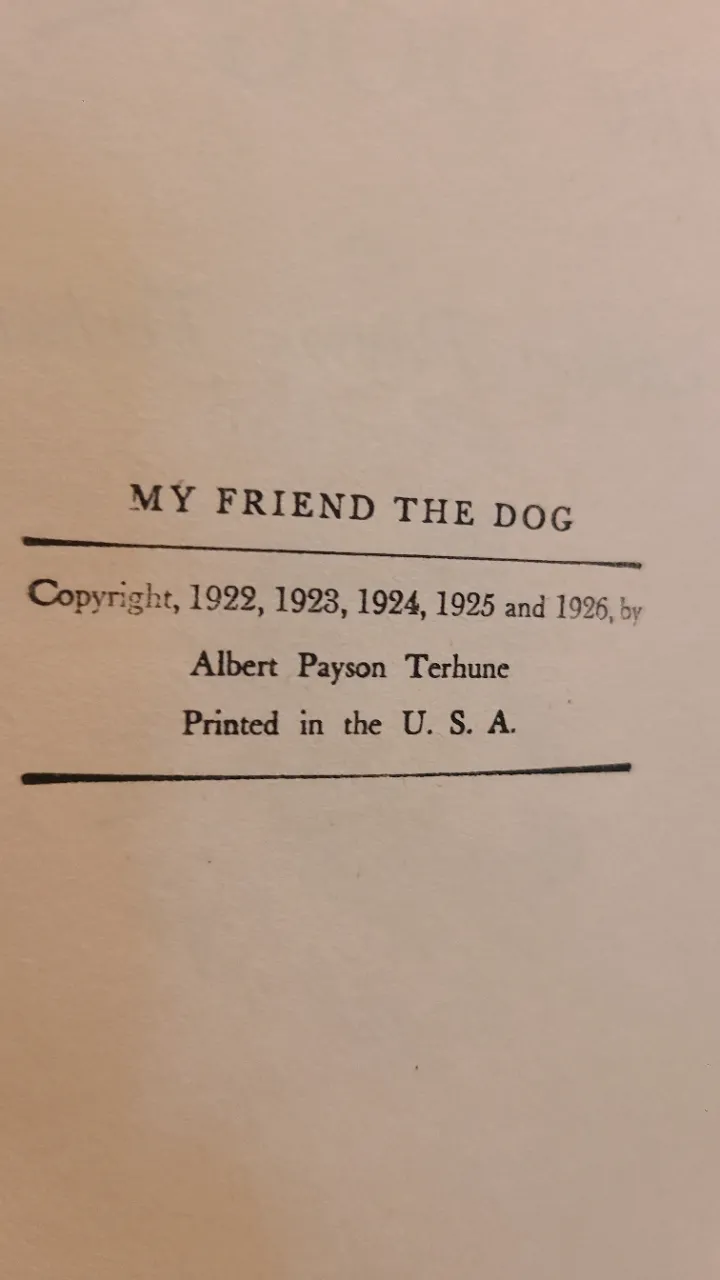 MY FRIEND THE DOG
Copyright, 1922, 1923, 1924, 1925 and 1926, by
Albert Payson Terhune
Printed in the U. S. A.